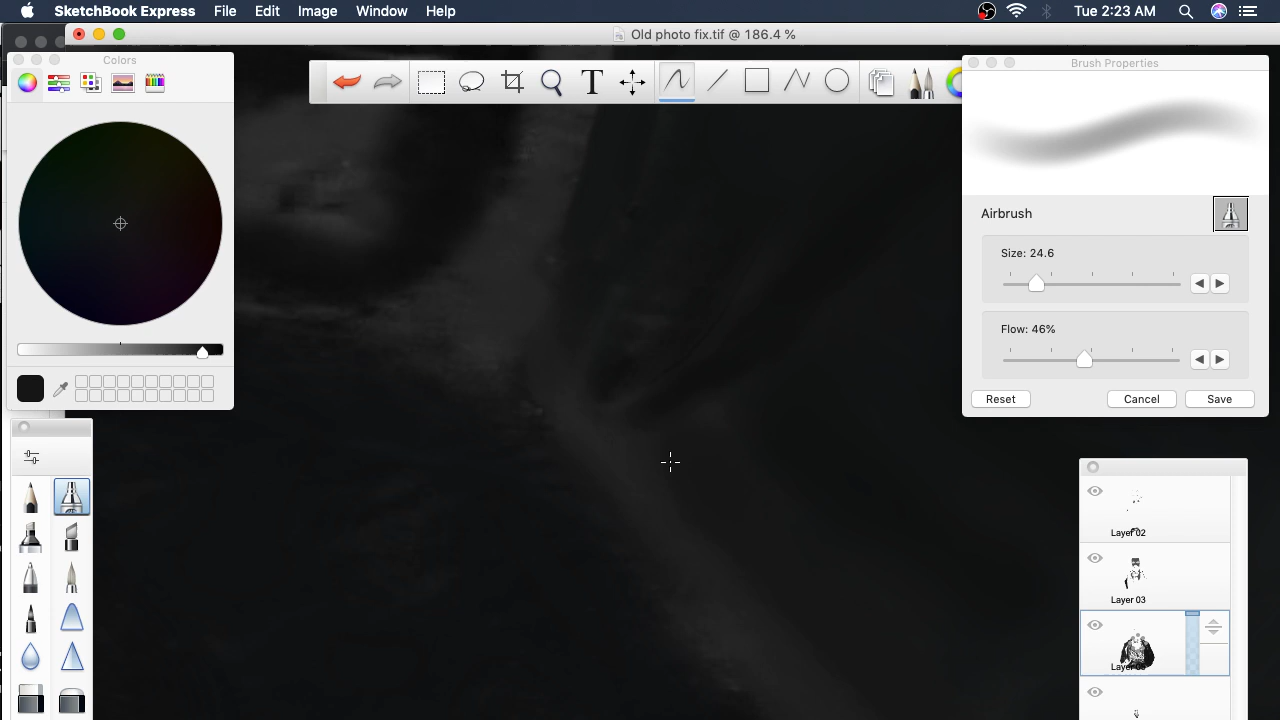 SketchBook Express File Edit Image Window Help Tue 2:23 AM
Old photo fix.tif @ 186.4 %
Colors
T
Brush Properties
Airbrush
Size: 24.6
Flow: 46%
Reset Cancel Save
Layer 02
Layer 03